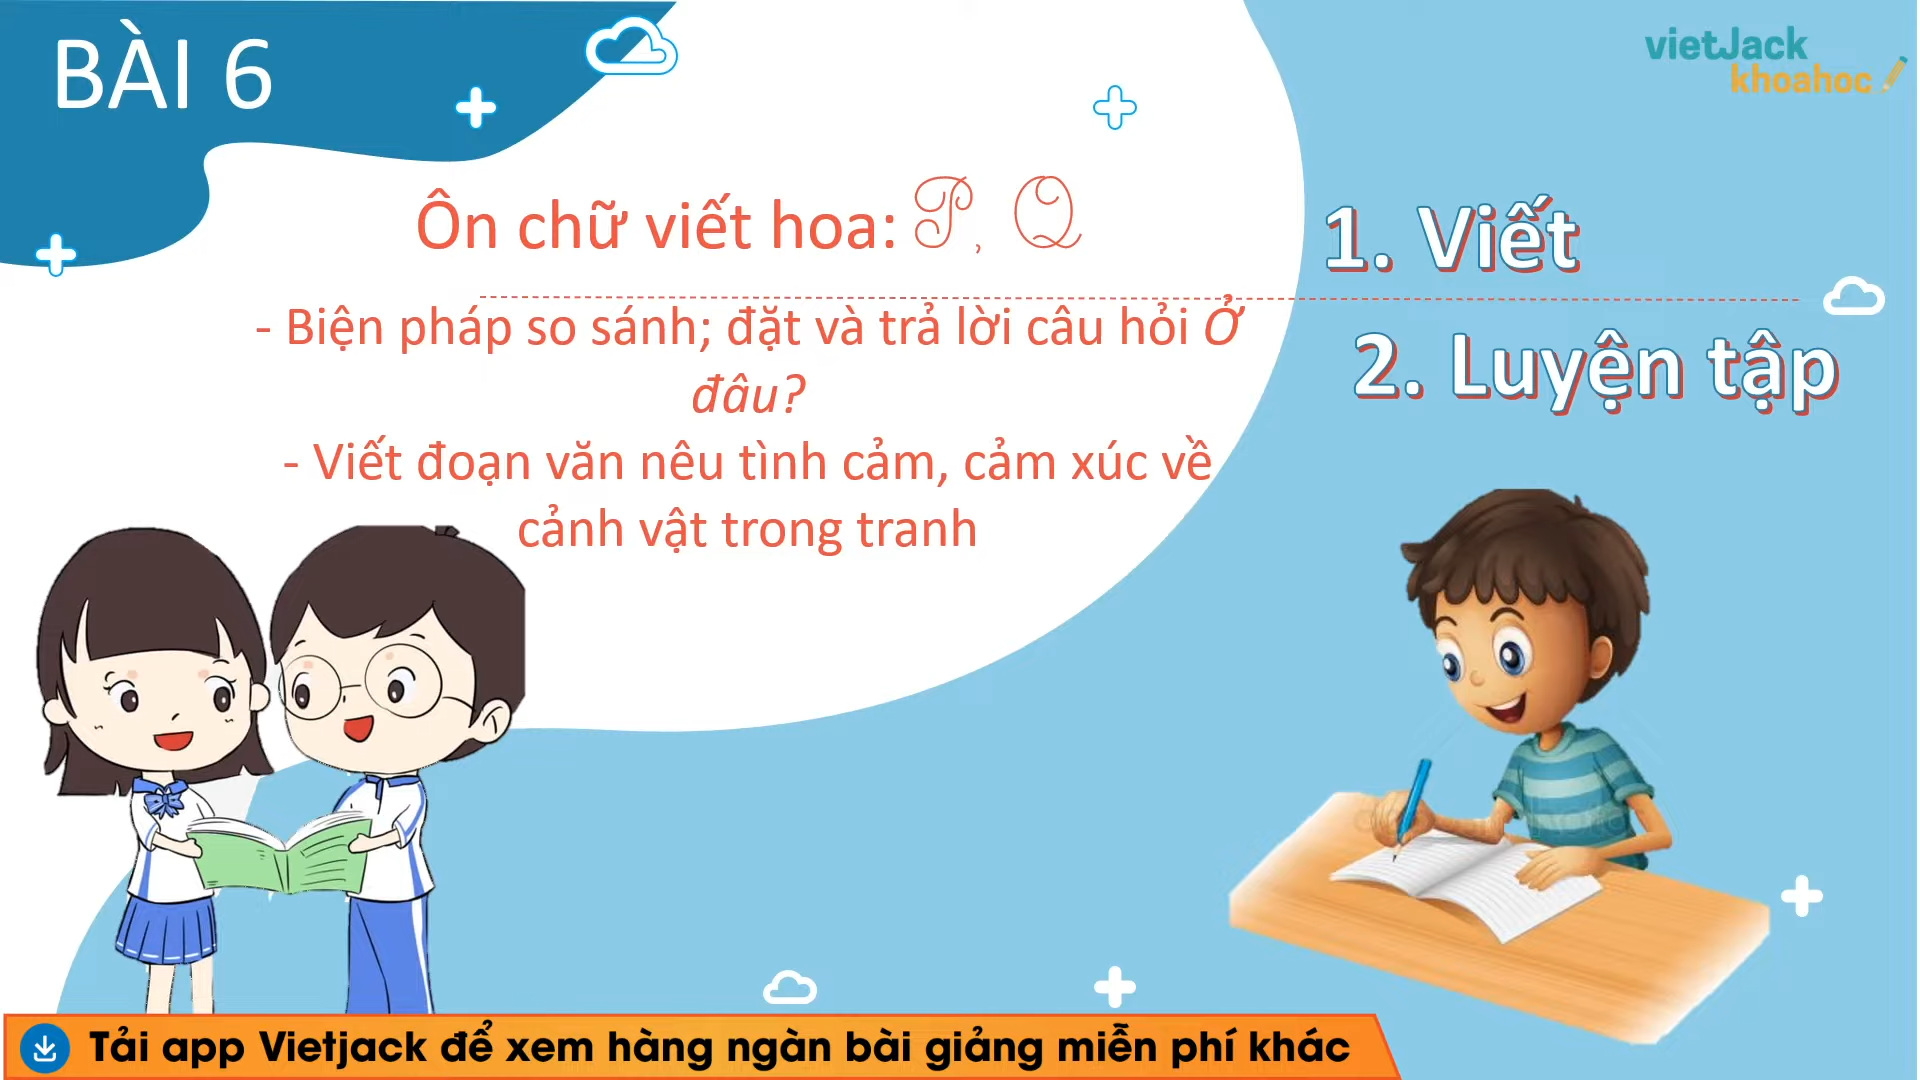 BÀI 6
vietJack
khoahoc
Ôn chữ viết hoa: P, Q
- Biện pháp so sánh; đặt và trả lời câu hỏi Ở
đâu?
- Viết đoạn văn nêu tình cảm, cảm xúc về
cảnh vật trong tranh
1. Viết
2. Luyện tập
Tải app Vietjack để xem hàng ngàn bài giảng miễn phí khác